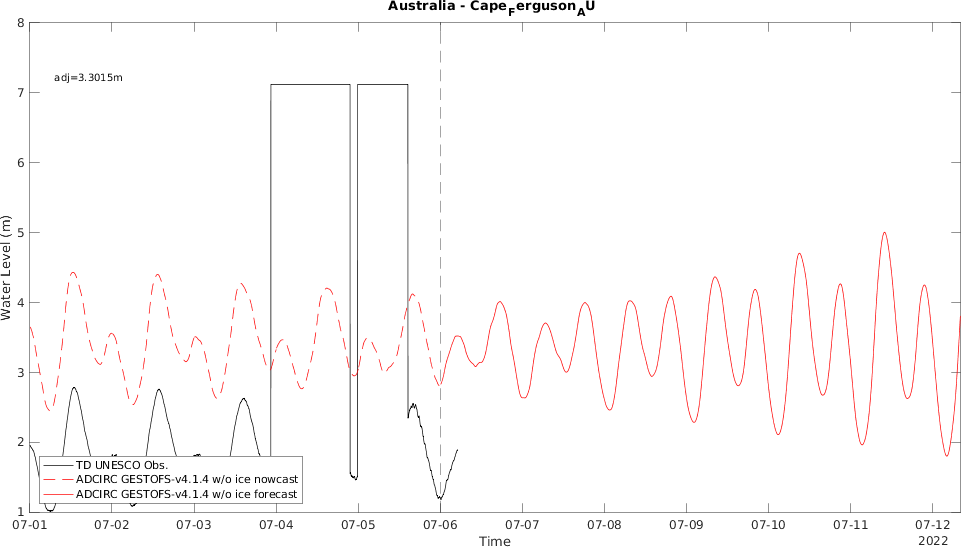 Australia - Cape_Ferguson_AU
8
adj=3.3015m
7
6
5
4
3
2
1
Water Level (m)
TD UNESCO Obs.
ADCIRC GESTOFS-v4.1.4 w/o ice nowcast
ADCIRC GESTOFS-v4.1.4 w/o ice forecast
07-01 07-02 07-03 07-04 07-05 07-06 07-07 07-08 07-09 07-10 07-11 07-12
Time
2022